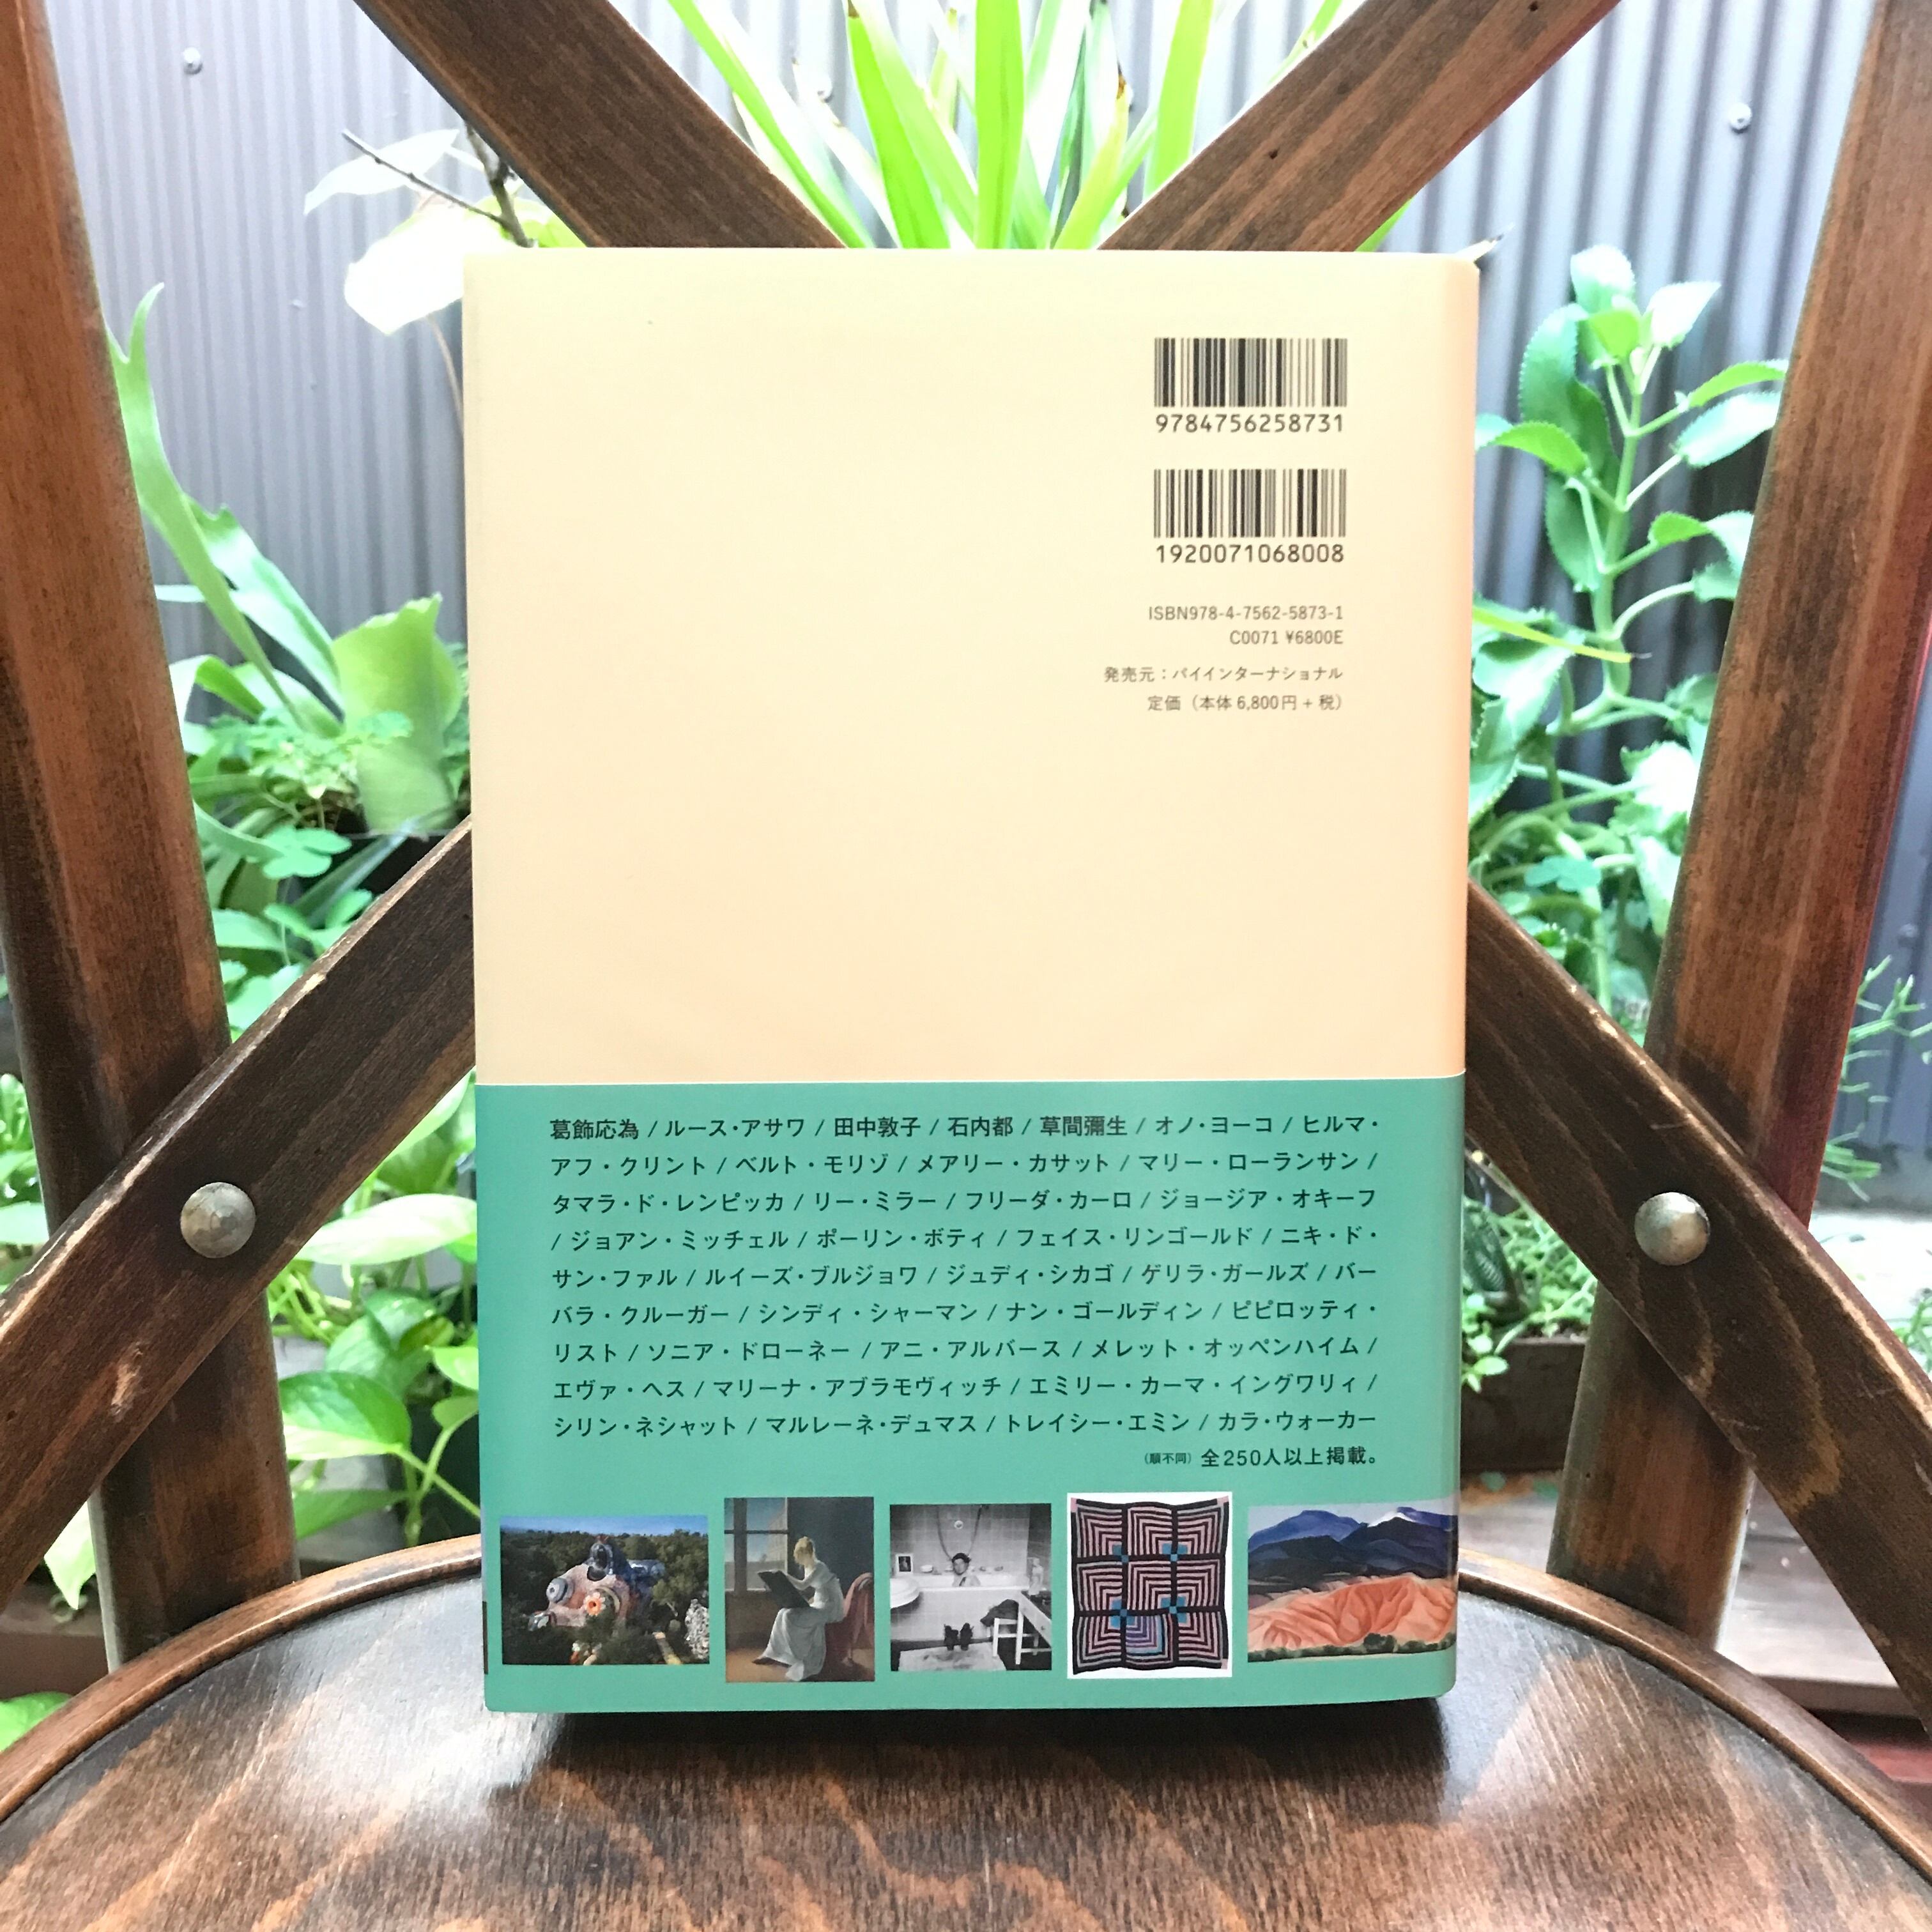 9784756258731
1920071068008
ISBN978-4-7562-5873-1
C0071 ¥6800E
発売元：パイインターナショナル
定価（本体6,800円+税）
葛飾応為 / ルース・アサワ / 田中敦子 / 石内都 / 草間彌生 / オノ・ヨーコ / ヒルマ・
アフ・クリント / ベルト・モリゾ / メアリー・カサット / マリー・ローランサン /
タマラ・ド・レンピッカ / リー・ミラー / フリーダ・カーロ / ジョージア・オキーフ
/ ジョアン・ミッチェル / ポーリン・ボティ / フェイス・リンゴールド / ニキ・ド・
サン・ファル / ルイーズ・ブルジョワ / ジュディ・シカゴ / ゲリラ・ガールズ / バー
バラ・クルーガー / シンディ・シャーマン / ナン・ゴールディン / ピピロッティ・
リスト / ソニア・ドローネー / アニ・アルバース / メレット・オッペンハイム /
エヴァ・ヘス / マリーナ・アブラモヴィッチ / エミリー・カーマ・イングワリィ /
シリン・ネシャット / マルレーネ・デュマス / トレイシー・エミン / カラ・ウォーカー
（順不同）全250人以上掲載。